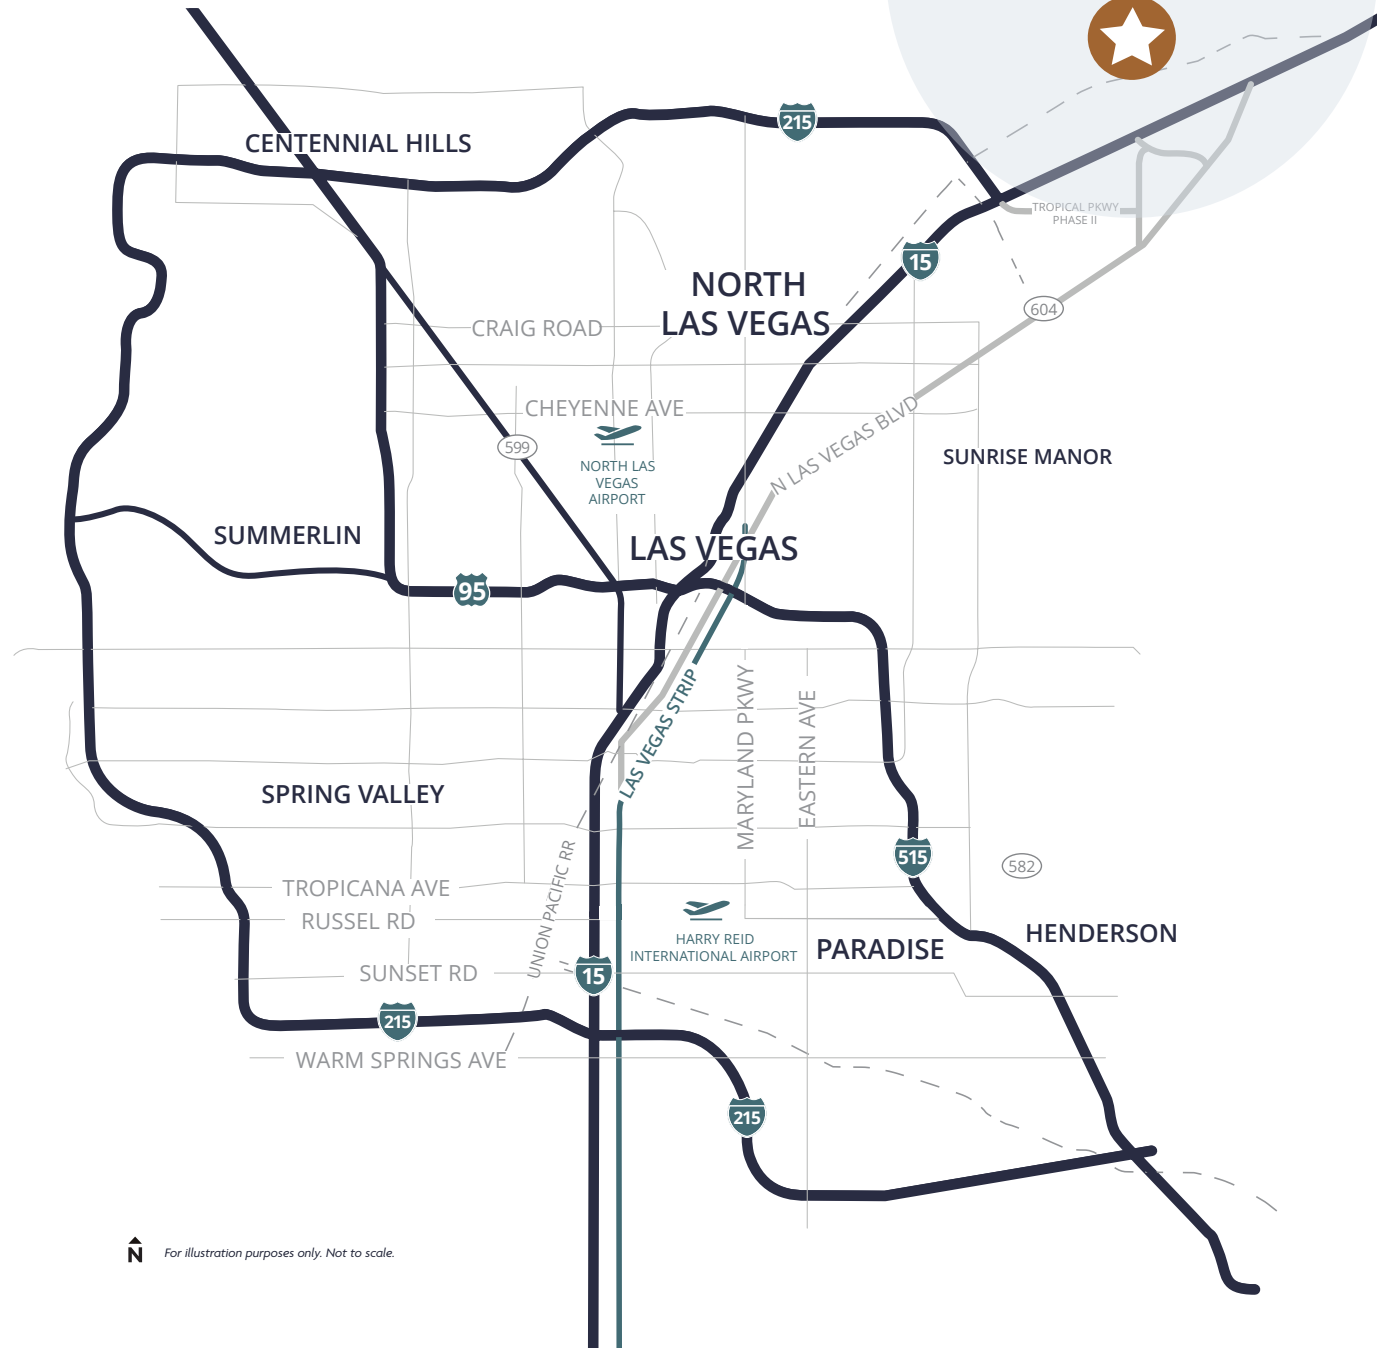 215
CENTENNIAL HILLS
TROPICAL PKWY
PHASE II
15
NORTH
LAS VEGAS
604
CRAIG ROAD
CHEYENNE AVE
N LAS VEGAS BLVD
599
SUNRISE MANOR
NORTH LAS
VEGAS
AIRPORT
SUMMERLIN
LAS VEGAS
95
LAS VEGAS STRIP
MARYLAND PKWY
EASTERN AVE
SPRING VALLEY
515
582
UNION PACIFIC RR
TROPICANA AVE
RUSSEL RD
HARRY REID
INTERNATIONAL AIRPORT
PARADISE
HENDERSON
SUNSET RD
15
215
WARM SPRINGS AVE
215
N
For illustration purposes only. Not to scale.